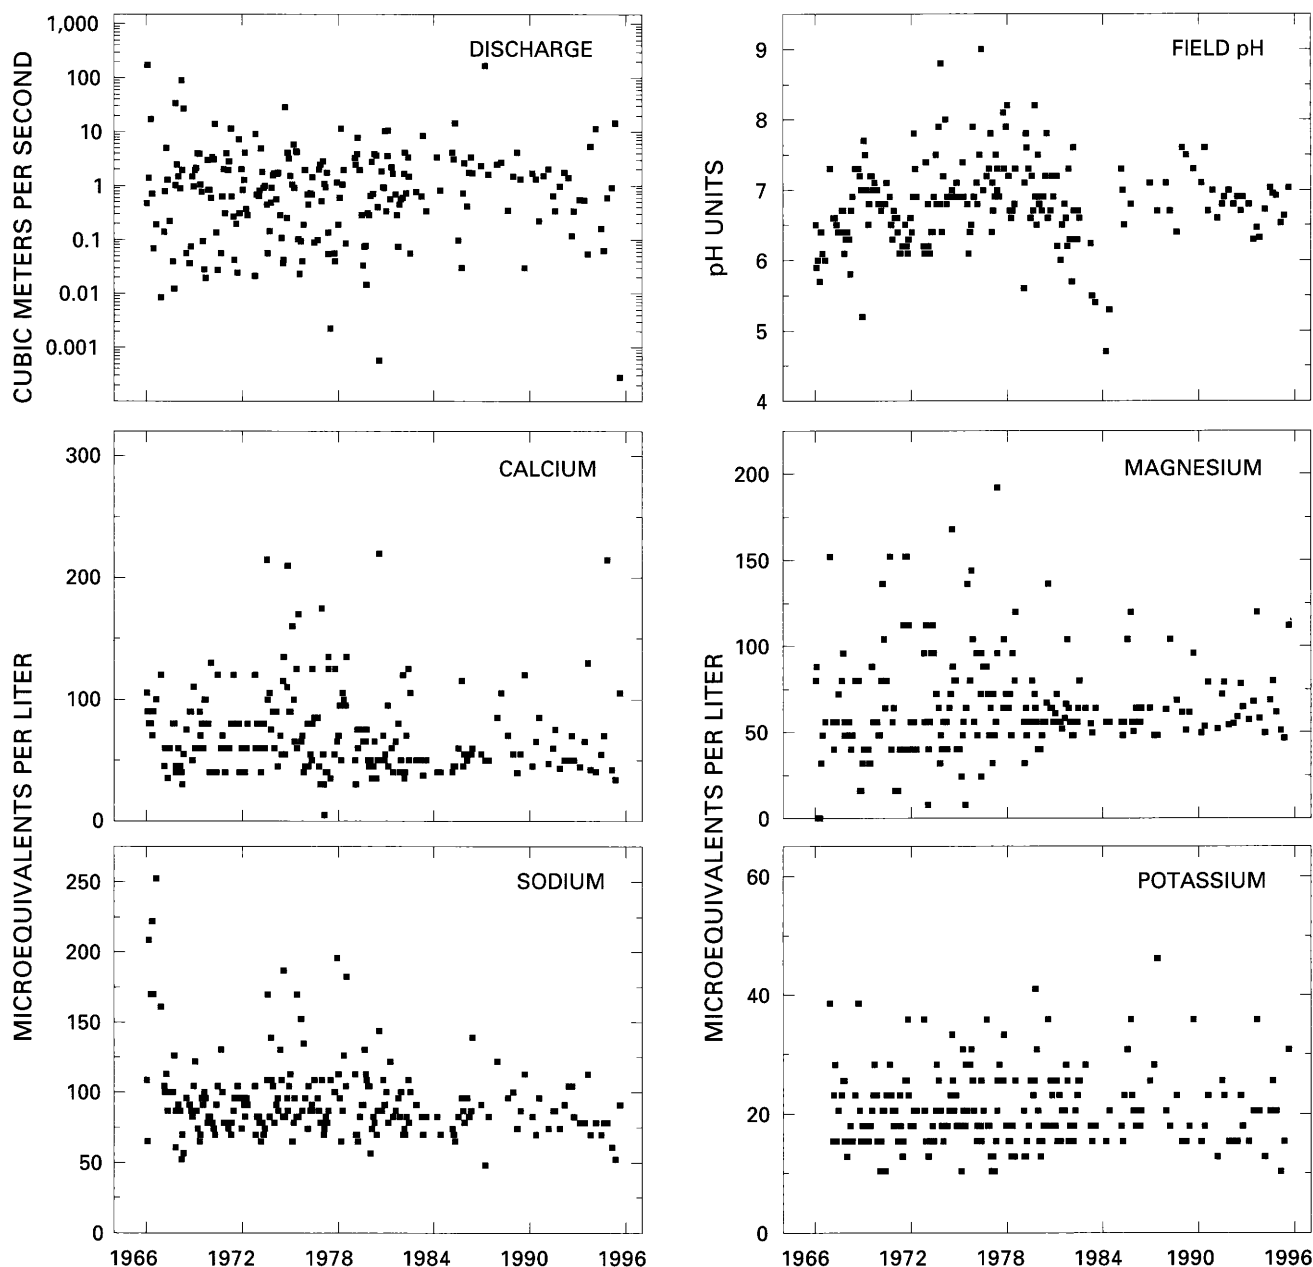 DISCHARGE
CUBIC METERS PER SECOND
1,000
100
10
1
0.1
0.01
0.001
FIELD pH
pH UNITS
9
8
7
6
5
4
CALCIUM
MICROEQUIVALENTS PER LITER
300
200
100
0
MAGNESIUM
MICROEQUIVALENTS PER LITER
200
150
100
50
0
SODIUM
250
200
150
100
50
0
1966 1972 1978 1984 1990 1996
POTASSIUM
60
40
20
0
1966 1972 1978 1984 1990 1996